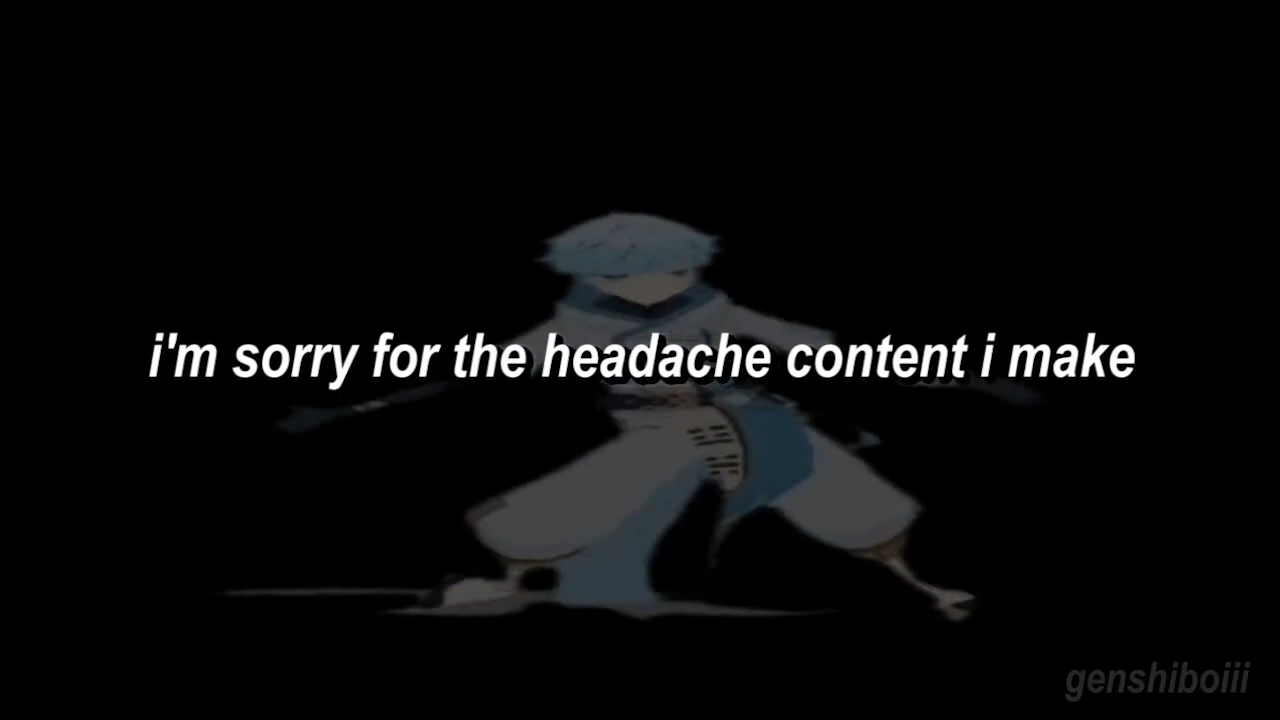 i'm sorry for the headache content i make
genshiboiii